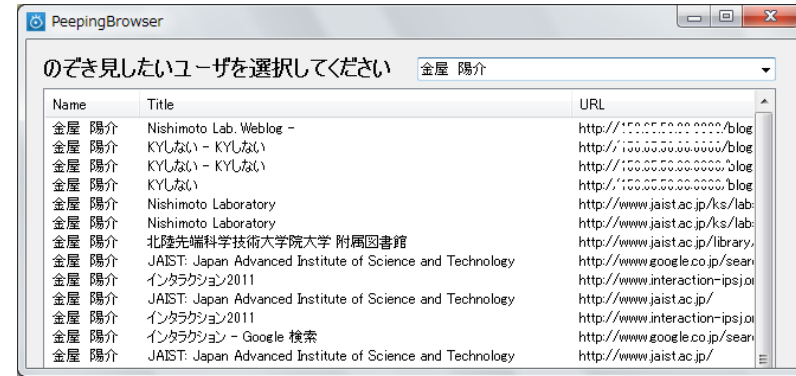 PeepingBrowser
のぞき見したいユーザを選択してください 金屋 陽介
Name Title URL
金屋 陽介 Nishimoto Lab. Weblog - http:// /blog
金屋 陽介 KYしない - KYしない http:// /blog
金屋 陽介 KYしない - KYしない http:// blog
金屋 陽介 KYしない http:/ blog
金屋 陽介 Nishimoto Laboratory http://www.jaist.ac.jp/ks/lab
金屋 陽介 Nishimoto Laboratory http://www.jaist.ac.jp/ks/lab
金屋 陽介 北陸先端科学技術大学院大学 附属図書館 http://www.jaist.ac.jp/library
金屋 陽介 JAIST: Japan Advanced Institute of Science and Technology http://www.google.co.jp/sear
金屋 陽介 インタラクション2011 http://www.interaction-ipsj.o
金屋 陽介 JAIST: Japan Advanced Institute of Science and Technology http://www.jaist.ac.jp/
金屋 陽介 インタラクション2011 http://www.interaction-ipsj.o
金屋 陽介 インタラクション - Google 検索 http://www.google.co.jp/sear
金屋 陽介 JAIST: Japan Advanced Institute of Science and Technology http://www.jaist.ac.jp/